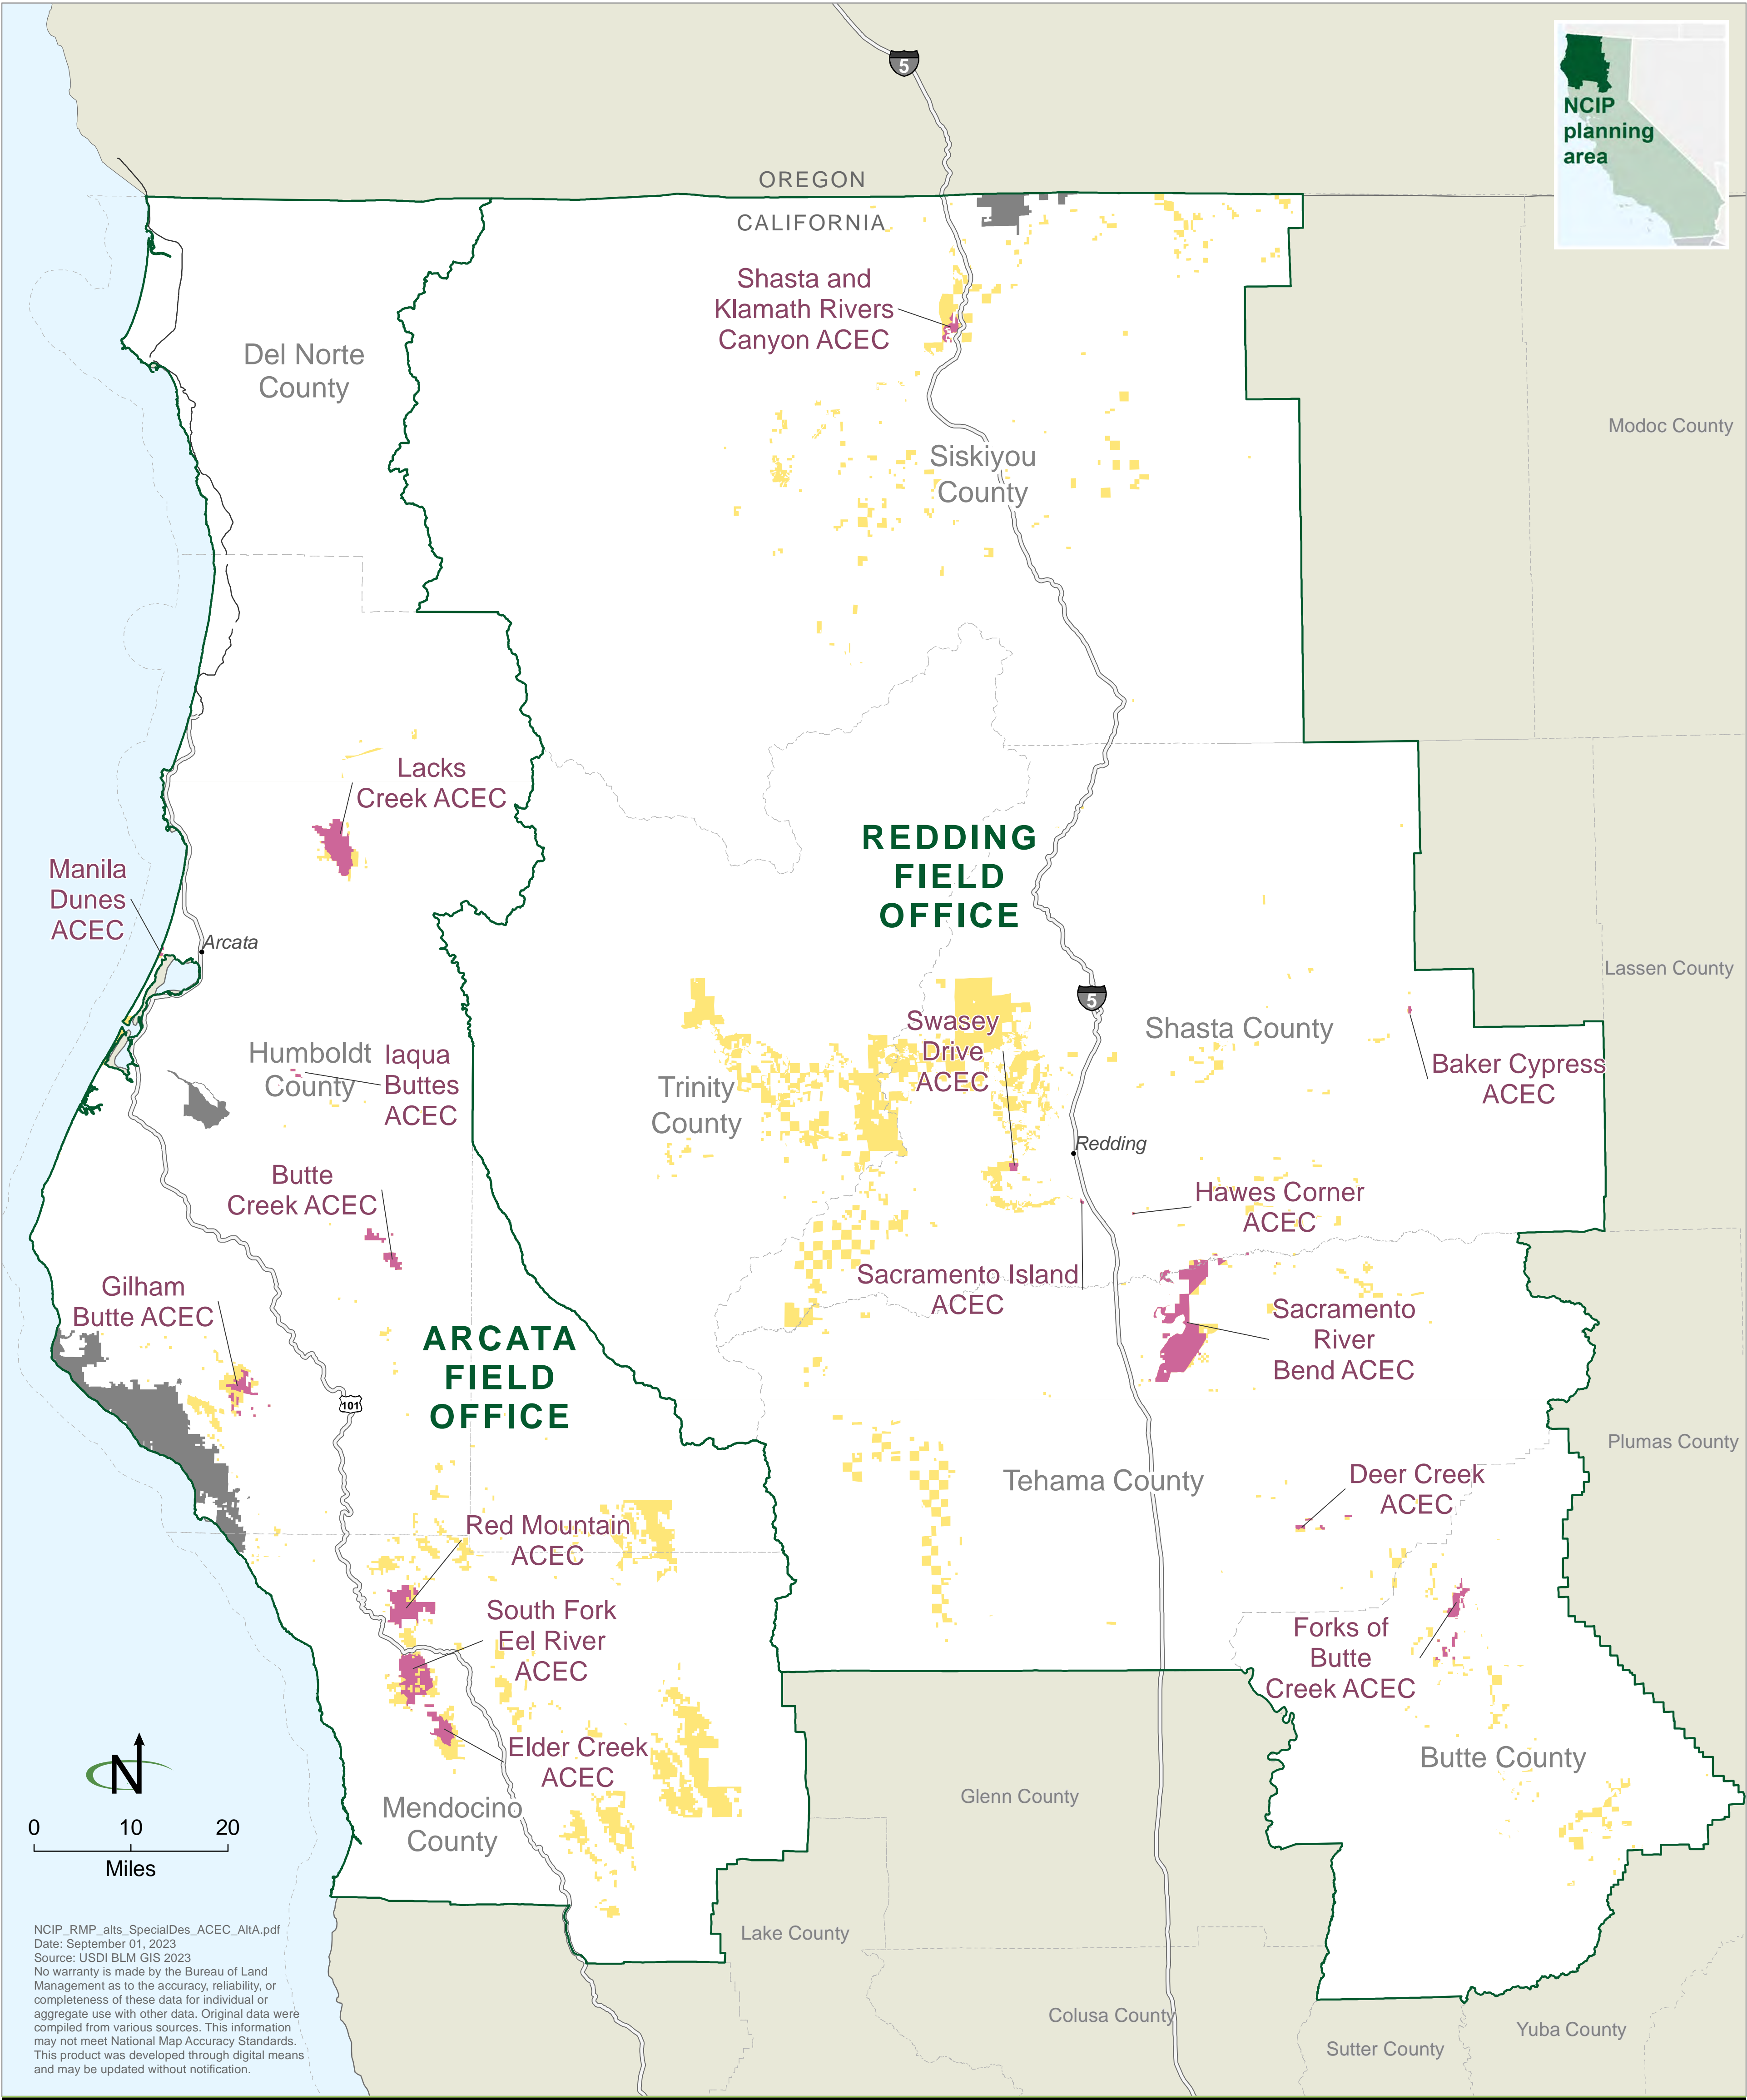 5
NCIP
planning
area
OREGON
CALIFORNIA
Shasta and
Klamath Rivers
Canyon ACEC
Del Norte
County
Modoc County
Siskiyou
County
Lacks
Creek ACEC
REDDING
FIELD
OFFICE
Manila
Dunes
ACEC
Arcata
Lassen County
5
Swasey
Drive
ACEC
Shasta County
Humboldt
County
Iaqua
Buttes
ACEC
Baker Cypress
ACEC
Trinity
County
Redding
Butte
Creek ACEC
Hawes Corner
ACEC
Sacramento Island
ACEC
Gilham
Butte ACEC
Sacramento
River
Bend ACEC
ARCATA
FIELD
OFFICE
101
Plumas County
Tehama County
Deer Creek
ACEC
Red Mountain
ACEC
South Fork
Eel River
ACEC
Forks of
Butte
Creek ACEC
Elder Creek
ACEC
Butte County
N
Glenn County
Mendocino
County
0 10 20
Miles
Lake County
NCIP_RMP_alts_SpecialDes_ACEC_AltA.pdf
Date: September 01, 2023
Source: USDI BLM GIS 2023
No warranty is made by the Bureau of Land
Management as to the accuracy, reliability, or
completeness of these data for individual or
aggregate use with other data. Original data were
compiled from various sources. This information
may not meet National Map Accuracy Standards.
This product was developed through digital means
and may be updated without notification.
Colusa County
Yuba County
Sutter County